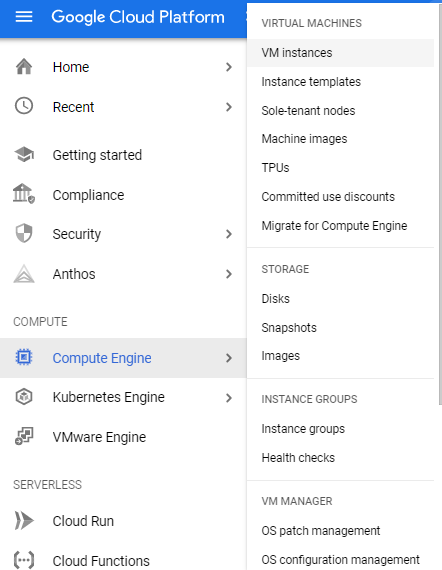 Google Cloud Platform
Home
Recent
Getting started
Compliance
Security
Anthos
COMPUTE
Compute Engine
Kubernetes Engine
VMware Engine
SERVERLESS
Cloud Run
Cloud Functions
VIRTUAL MACHINES
VM instances
Instance templates
Sole-tenant nodes
Machine images
TPUs
Committed use discounts
Migrate for Compute Engine
STORAGE
Disks
Snapshots
Images
INSTANCE GROUPS
Instance groups
Health checks
VM MANAGER
OS patch management
OS configuration management